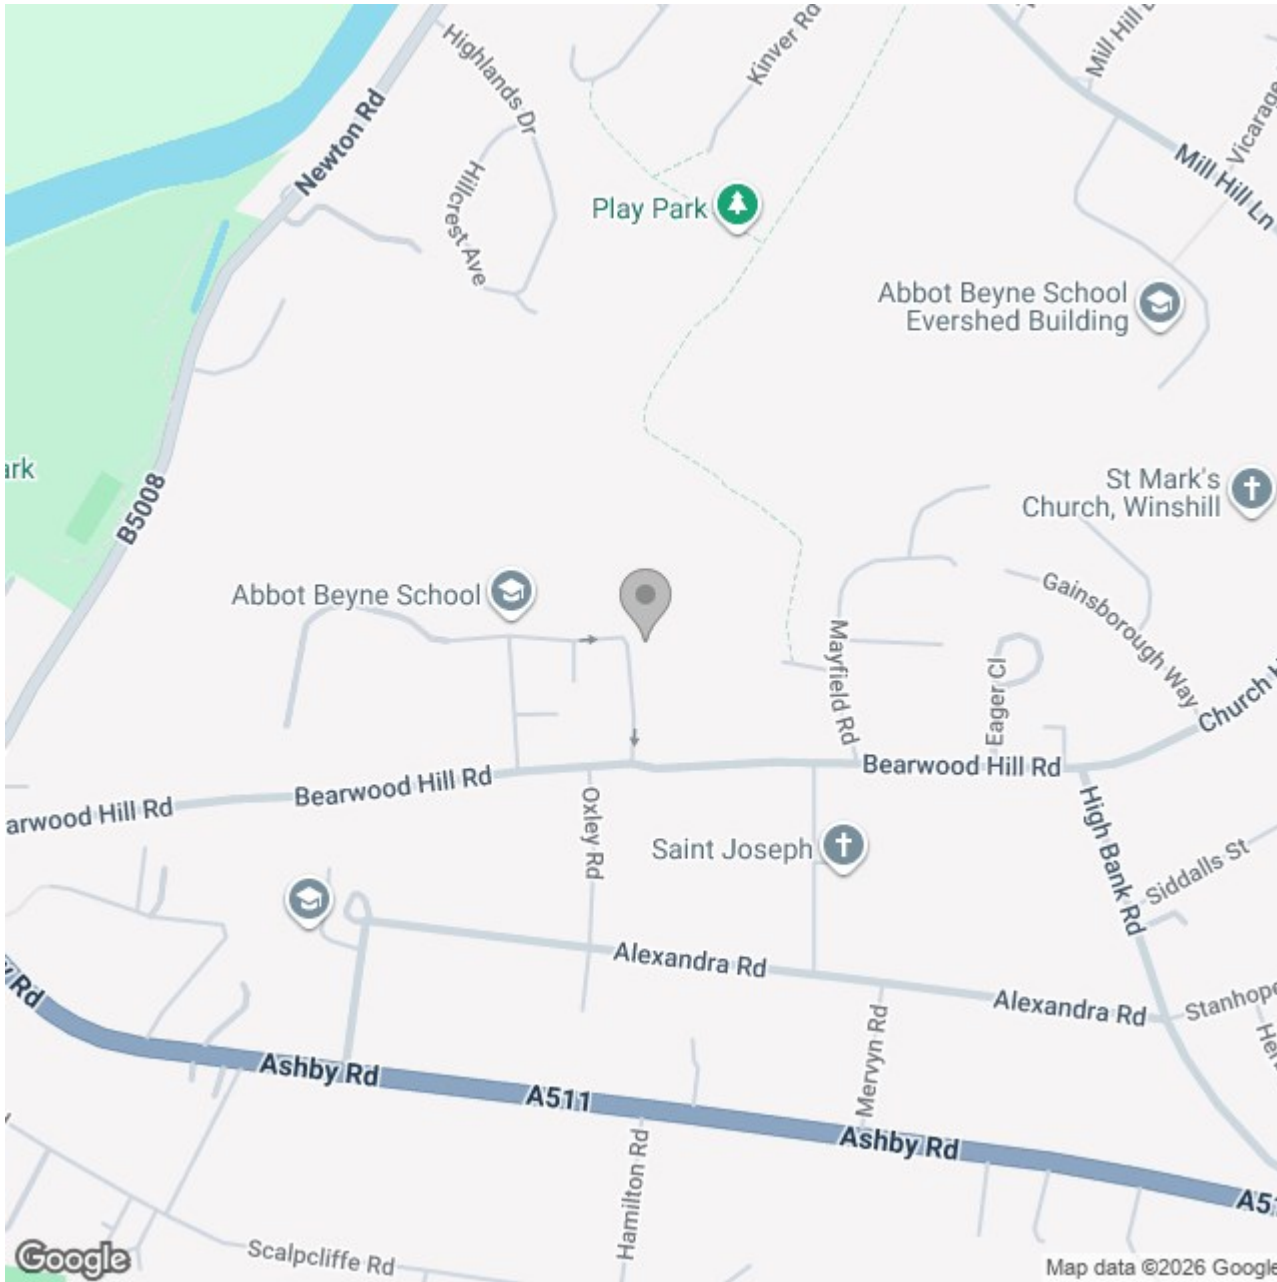 Highlands Dr
Kinver Rd
Mill Hill
Vicarage
Newton Rd
Mill Hill Ln
Hillcrest Ave
Play Park
Abbot Beyne School
Evershed Building
ark
B5008
St Mark's
Church, Winshill
Abbot Beyne School
Gainsborough Way
Mayfield Rd
Eager Cl
Church
Bearwood Hill Rd
Bearwood Hill Rd
arwood Hill Rd
Oxley Rd
High Bank Rd
Saint Joseph
Siddalls St
Alexandra Rd
Alexandra Rd
Stanhope
Rd
Mervyn Rd
Ashby Rd
A511
Ashby Rd
Hamilton Rd
A51
Scalpcliffe Rd
Google
Map data ©2026 Google